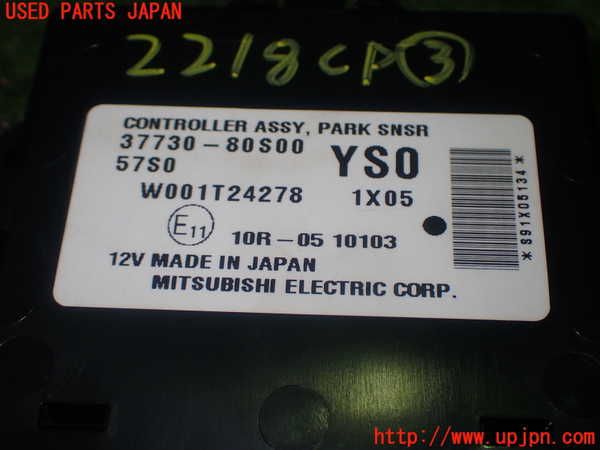 USED PARTS JAPAN
2218CP③
CONTROLLER ASSY, PARK SNSR
37730-80S00
57S0
YS0
W001T24278 1X05
E11
10R-05 10103
12V MADE IN JAPAN
MITSUBISHI ELECTRIC CORP.
*S91X05134*
http://www.upjpn.com/